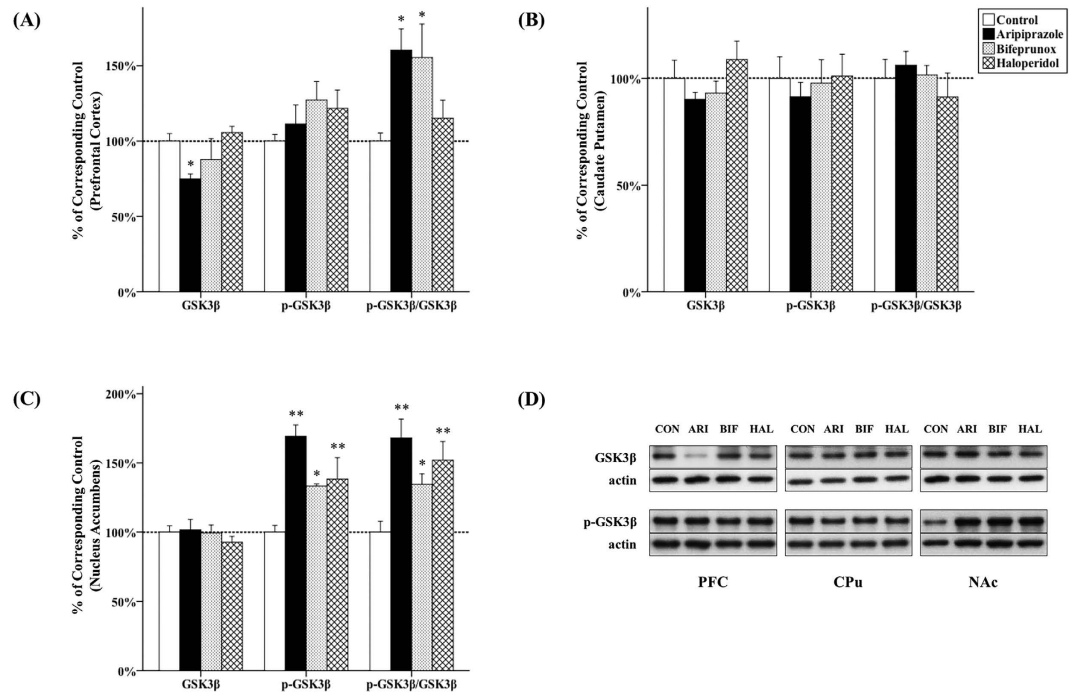 (A)
% of Corresponding Control
(Prefrontal Cortex)
150%
100%
50%
0%
*
*
*
GSK3β
p-GSK3β
p-GSK3β/GSK3β
(B)
% of Corresponding Control
(Caudate Putamen)
100%
50%
0%
GSK3β
p-GSK3β
p-GSK3β/GSK3β
Control
Aripiprazole
Bifeprunox
Haloperidol
(C)
% of Corresponding Control
(Nucleus Accumbens)
200%
150%
100%
50%
0%
**
*
**
**
*
**
GSK3β
p-GSK3β
p-GSK3β/GSK3β
(D)
CON ARI BIF HAL CON ARI BIF HAL CON ARI BIF HAL
GSK3β
actin
p-GSK3β
actin
PFC CPu NAc